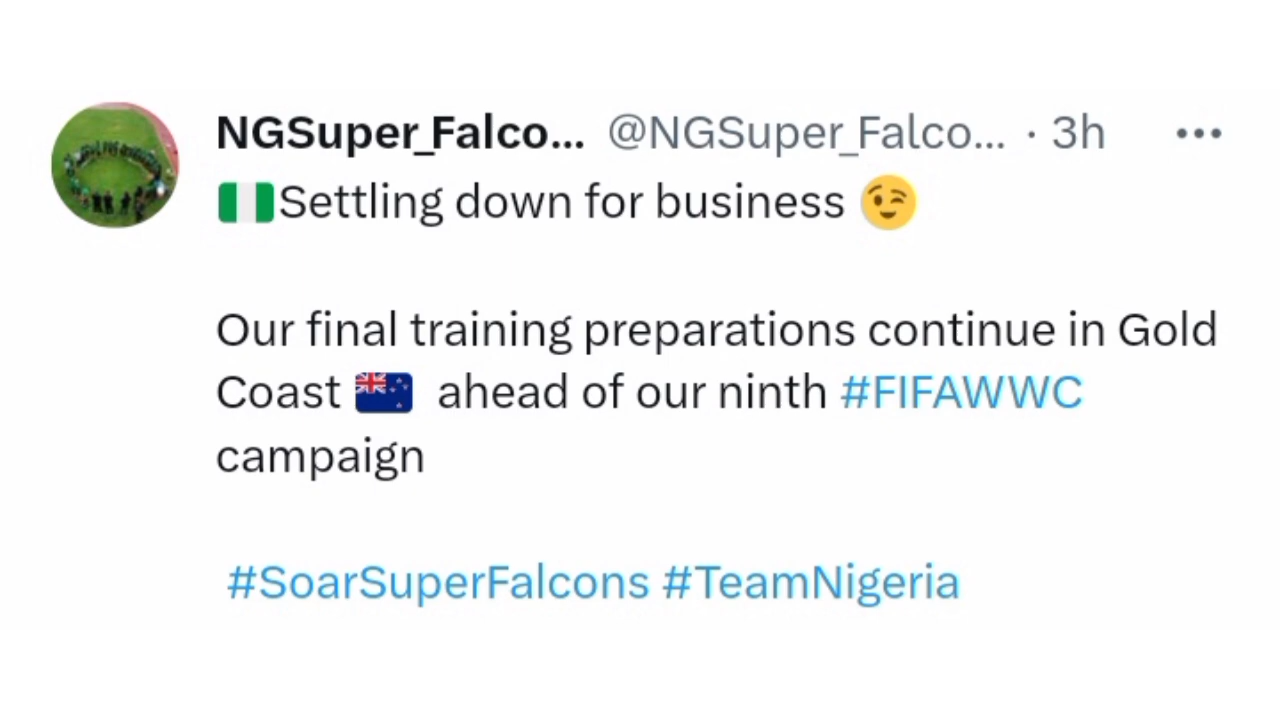 NGSuper_Falco... @NGSuper_Falco... · 3h
🇳🇬Settling down for business 😉
Our final training preparations continue in Gold
Coast 🇳🇿 ahead of our ninth #FIFAWWC
campaign
#SoarSuperFalcons #TeamNigeria